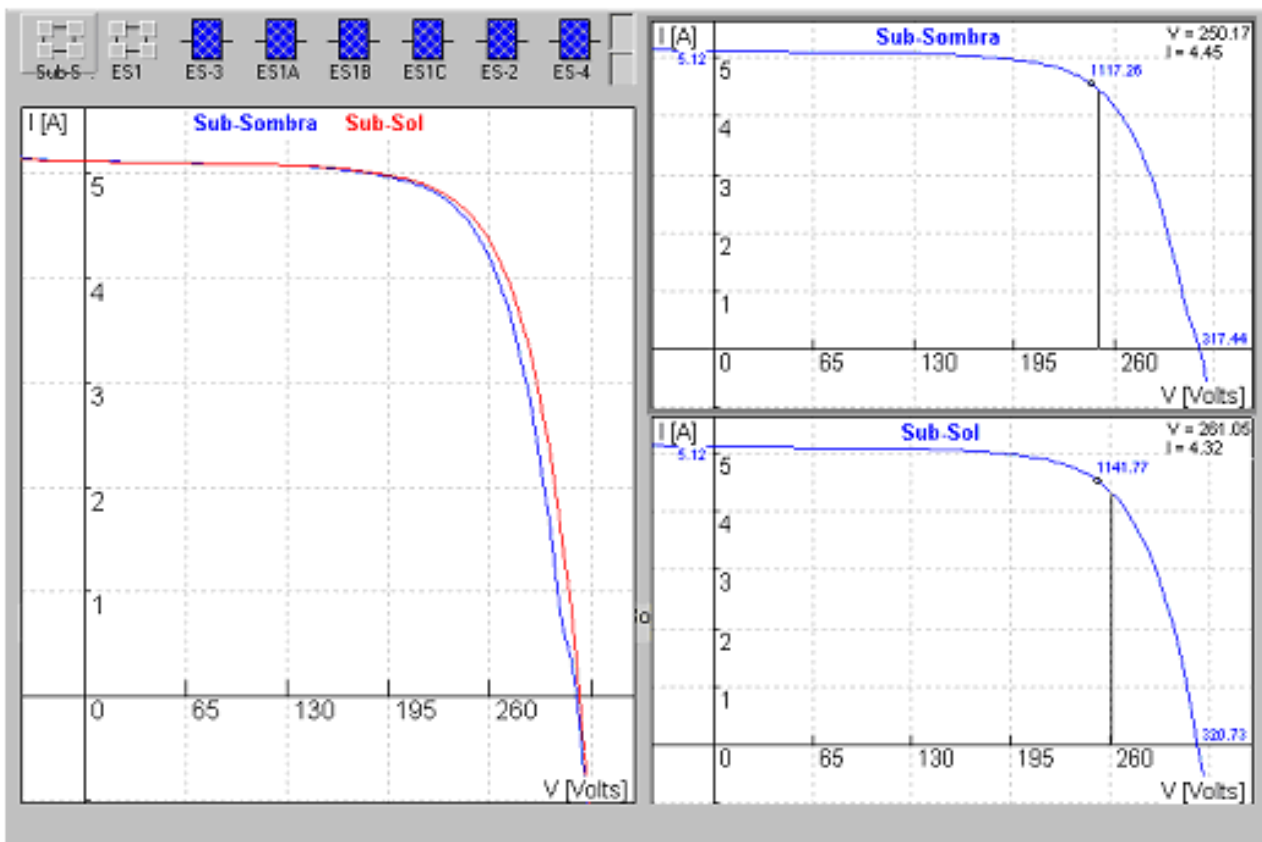 Sub-S ES1 ES-3 ES1A ES1B ES1C ES-2 ES-4
I [A] Sub-Sombra Sub-Sol
5
4
3
2
1
0 65 130 195 260
V [Volts]
I [A] Sub-Sombra V = 250.17
I = 4.45
5.12 5 1117.26
4
3
2
1
317.44
0 65 130 195 260
V [Volts]
I [A] Sub-Sol V = 261.05
I = 4.32
5.12 5 1141.77
4
3
2
1
320.73
0 65 130 195 260
V [Volts]